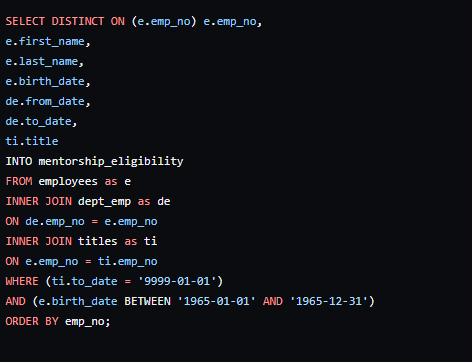 SELECT DISTINCT ON (e.emp_no) e.emp_no,
e.first_name,
e.last_name,
e.birth_date,
de.from_date,
de.to_date,
ti.title
INTO mentorship_eligibility
FROM employees as e
INNER JOIN dept_emp as de
ON de.emp_no = e.emp_no
INNER JOIN titles as ti
ON e.emp_no = ti.emp_no
WHERE (ti.to_date = '9999-01-01')
AND (e.birth_date BETWEEN '1965-01-01' AND '1965-12-31')
ORDER BY emp_no;